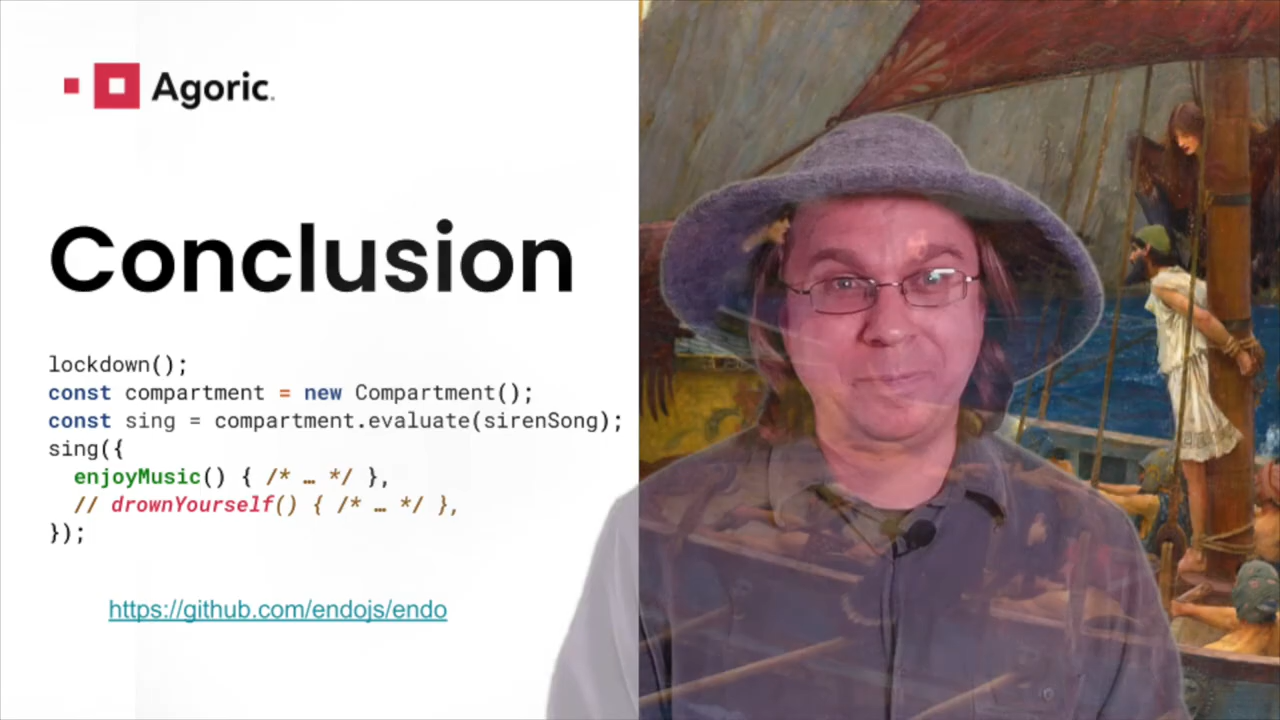 Agoric.
Conclusion
lockdown();
const compartment = new Compartment();
const sing = compartment.evaluate(sirenSong);
sing({
  enjoyMusic() { /* … */ },
  // drownYourself() { /* … */ },
});
https://github.com/endojs/endo